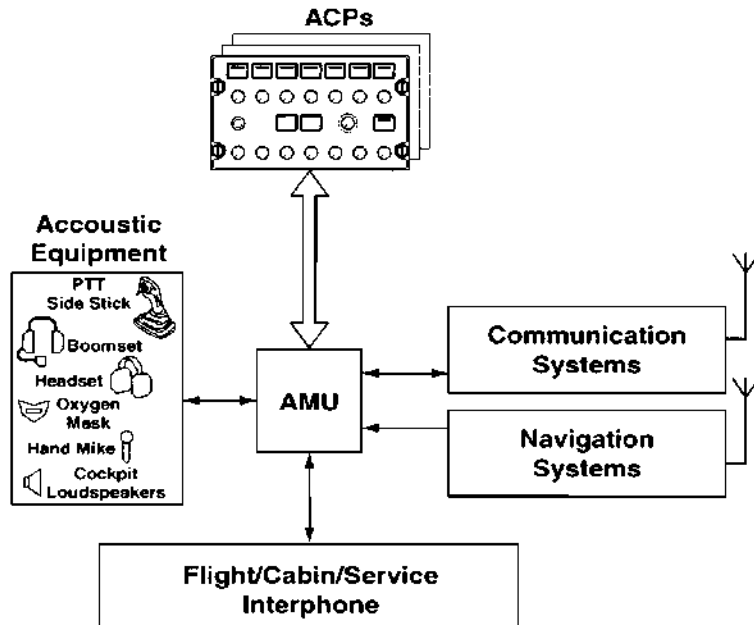 ACPs
Accoustic
Equipment
PTT
Side Stick
Boomset
Headset
Oxygen
Mask
Hand Mike
Cockpit
Loudspeakers
AMU
Communication
Systems
Navigation
Systems
Flight/Cabin/Service
Interphone